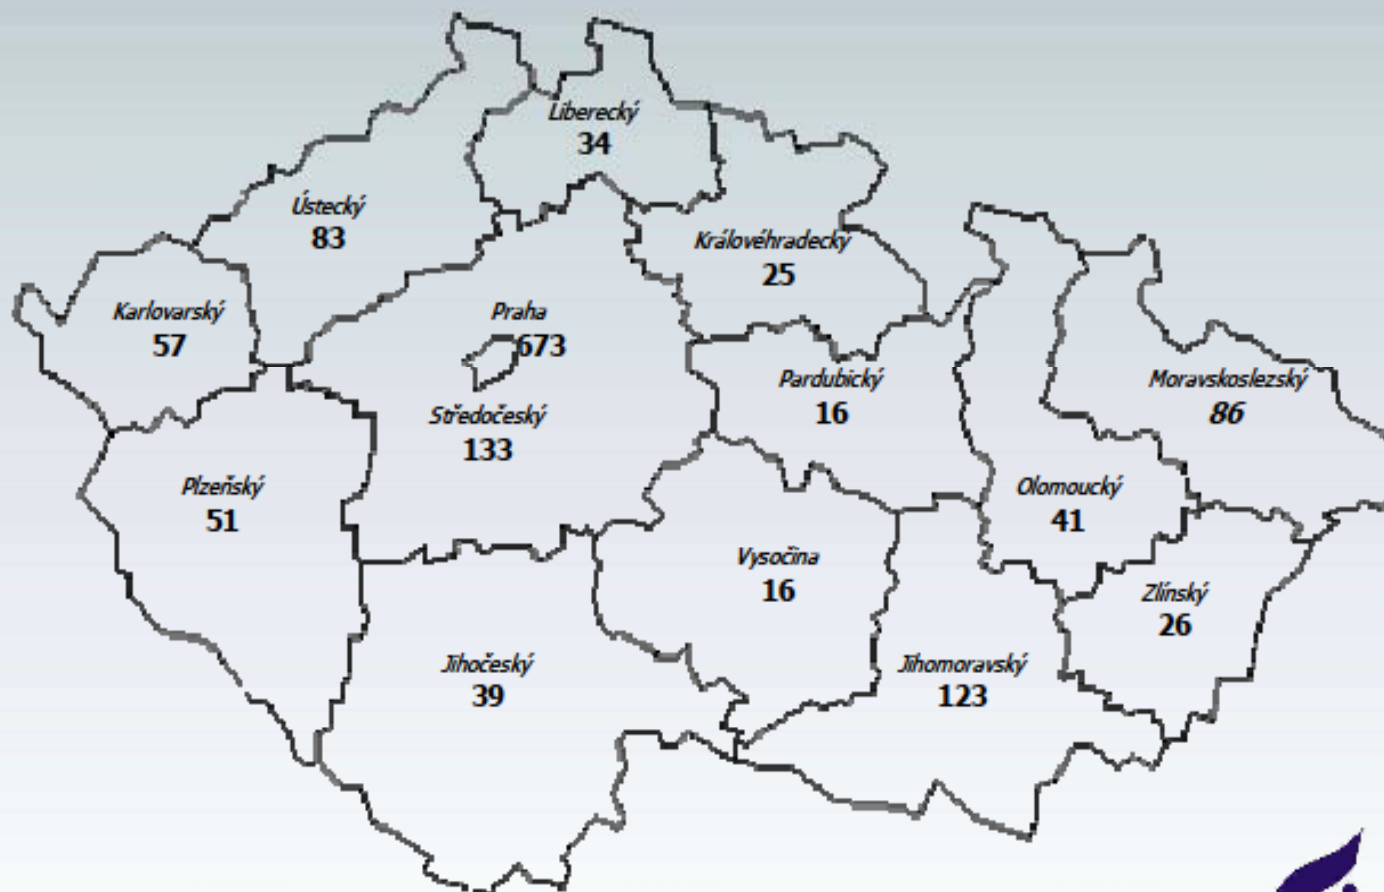 Liberecký
34
Ústecký
83
Královéhradecký
25
Karlovarský
57
Praha
673
Pardubický
16
Moravskoslezský
86
Středočeský
133
Plzeňský
51
Olomoucký
41
Vysočina
16
Zlínský
26
Jihočeský
39
Jihomoravský
123